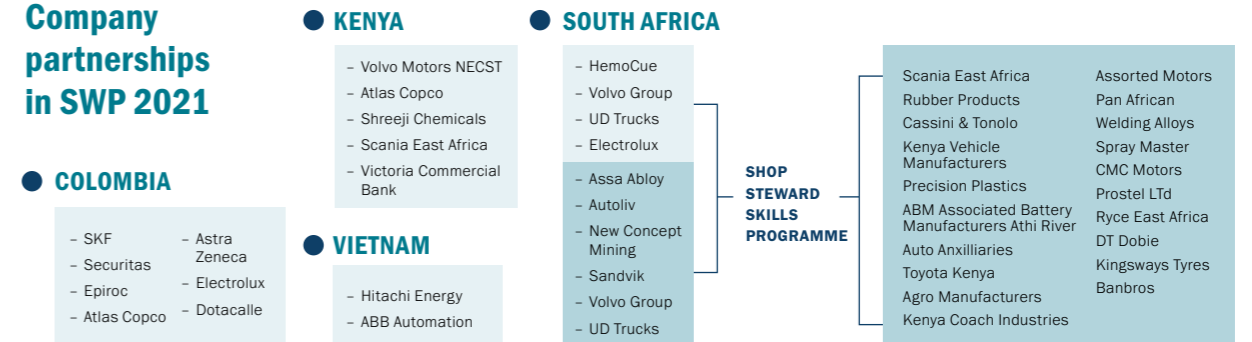 Company
partnerships
in SWP 2021
COLOMBIA
– SKF
– Securitas
– Epiroc
– Atlas Copco
– Astra
Zeneca
– Electrolux
– Dotacalle
KENYA
– Volvo Motors NECST
– Atlas Copco
– Shreeji Chemicals
– Scania East Africa
– Victoria Commercial
Bank
VIETNAM
– Hitachi Energy
– ABB Automation
SOUTH AFRICA
– HemoCue
– Volvo Group
– UD Trucks
– Electrolux
– Assa Abloy
– Autoliv
– New Concept
Mining
– Sandvik
– Volvo Group
– UD Trucks
SHOP
STEWARD
SKILLS
PROGRAMME
Scania East Africa
Rubber Products
Cassini & Tonolo
Kenya Vehicle
Manufacturers
Precision Plastics
ABM Associated Battery
Manufacturers Athi River
Auto Anxilliaries
Toyota Kenya
Agro Manufacturers
Kenya Coach Industries
Assorted Motors
Pan African
Welding Alloys
Spray Master
CMC Motors
Prostel LTd
Ryce East Africa
DT Dobie
Kingsways Tyres
Banbros